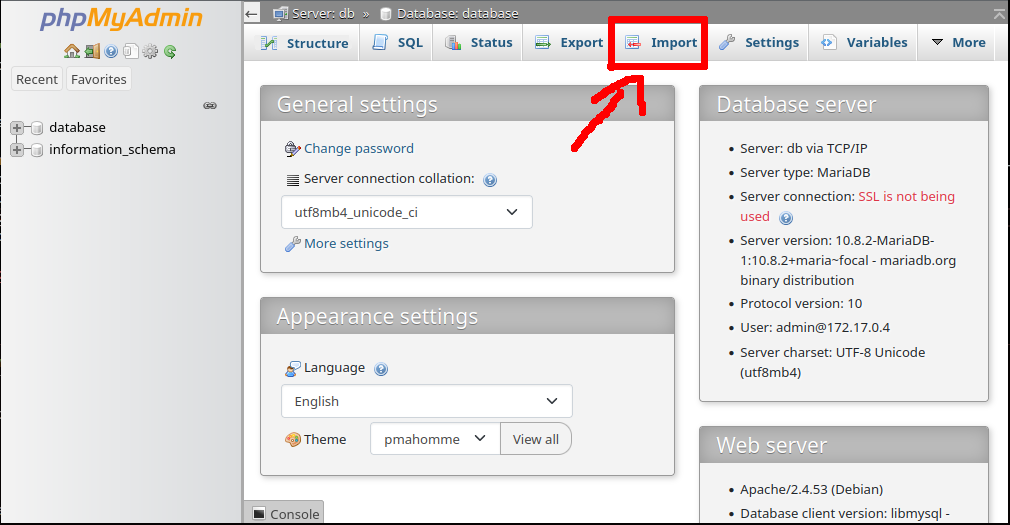 phpMyAdmin
Recent Favorites
database
information_schema
Server: db » Database: database
Structure SQL Status Export Import Settings Variables More
General settings
Change password
Server connection collation:
utf8mb4_unicode_ci
More settings
Appearance settings
Language
English
Theme pmahomme View all
Database server
Server: db via TCP/IP
Server type: MariaDB
Server connection: SSL is not being
used
Server version: 10.8.2-MariaDB-
1:10.8.2+maria~focal - mariadb.org
binary distribution
Protocol version: 10
User: admin@172.17.0.4
Server charset: UTF-8 Unicode
(utf8mb4)
Web server
Apache/2.4.53 (Debian)
Database client version: libmysql -
Console